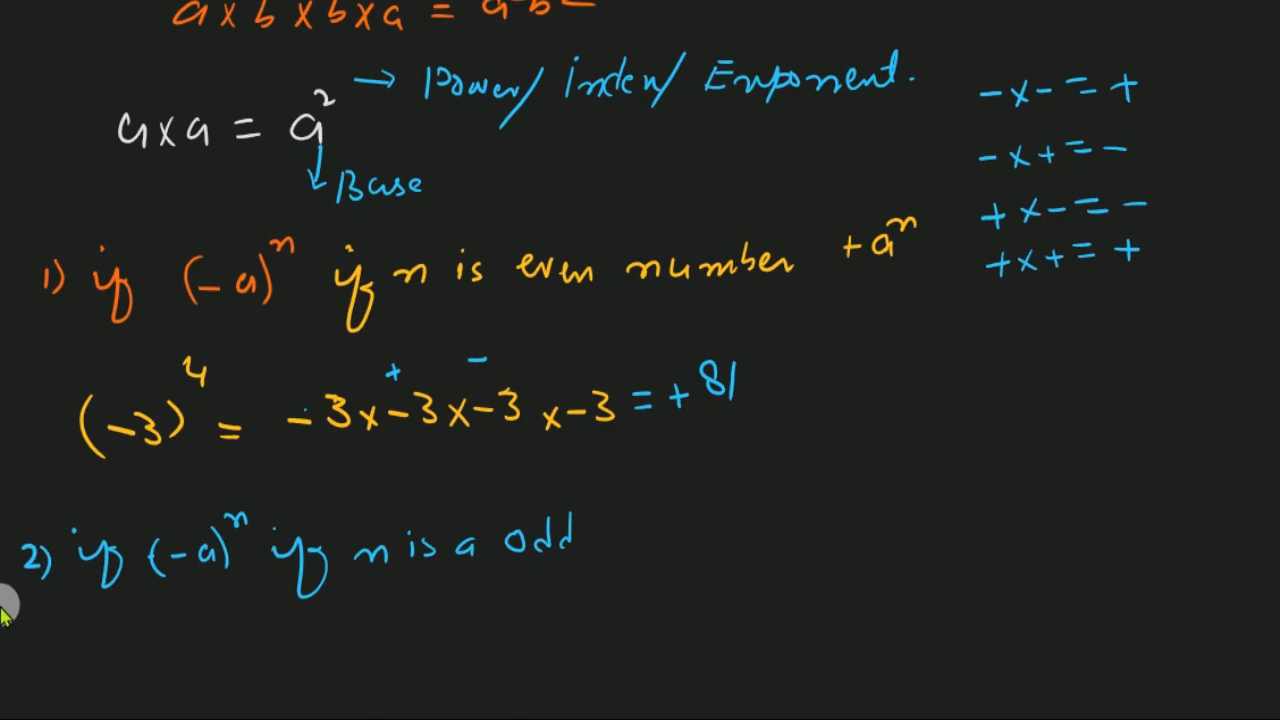 a x b x b x a = a²b²
→ Power/ Index/ Exponent.
a x a = a²
Base
- x - = +
- x + = -
+ x - = -
+ x + = +
1) if (-a)ⁿ if n is even number +aⁿ
+ -
(-3)⁴ = -3 x -3 x -3 x -3 = + 81
2) if (-a)ⁿ if n is a odd